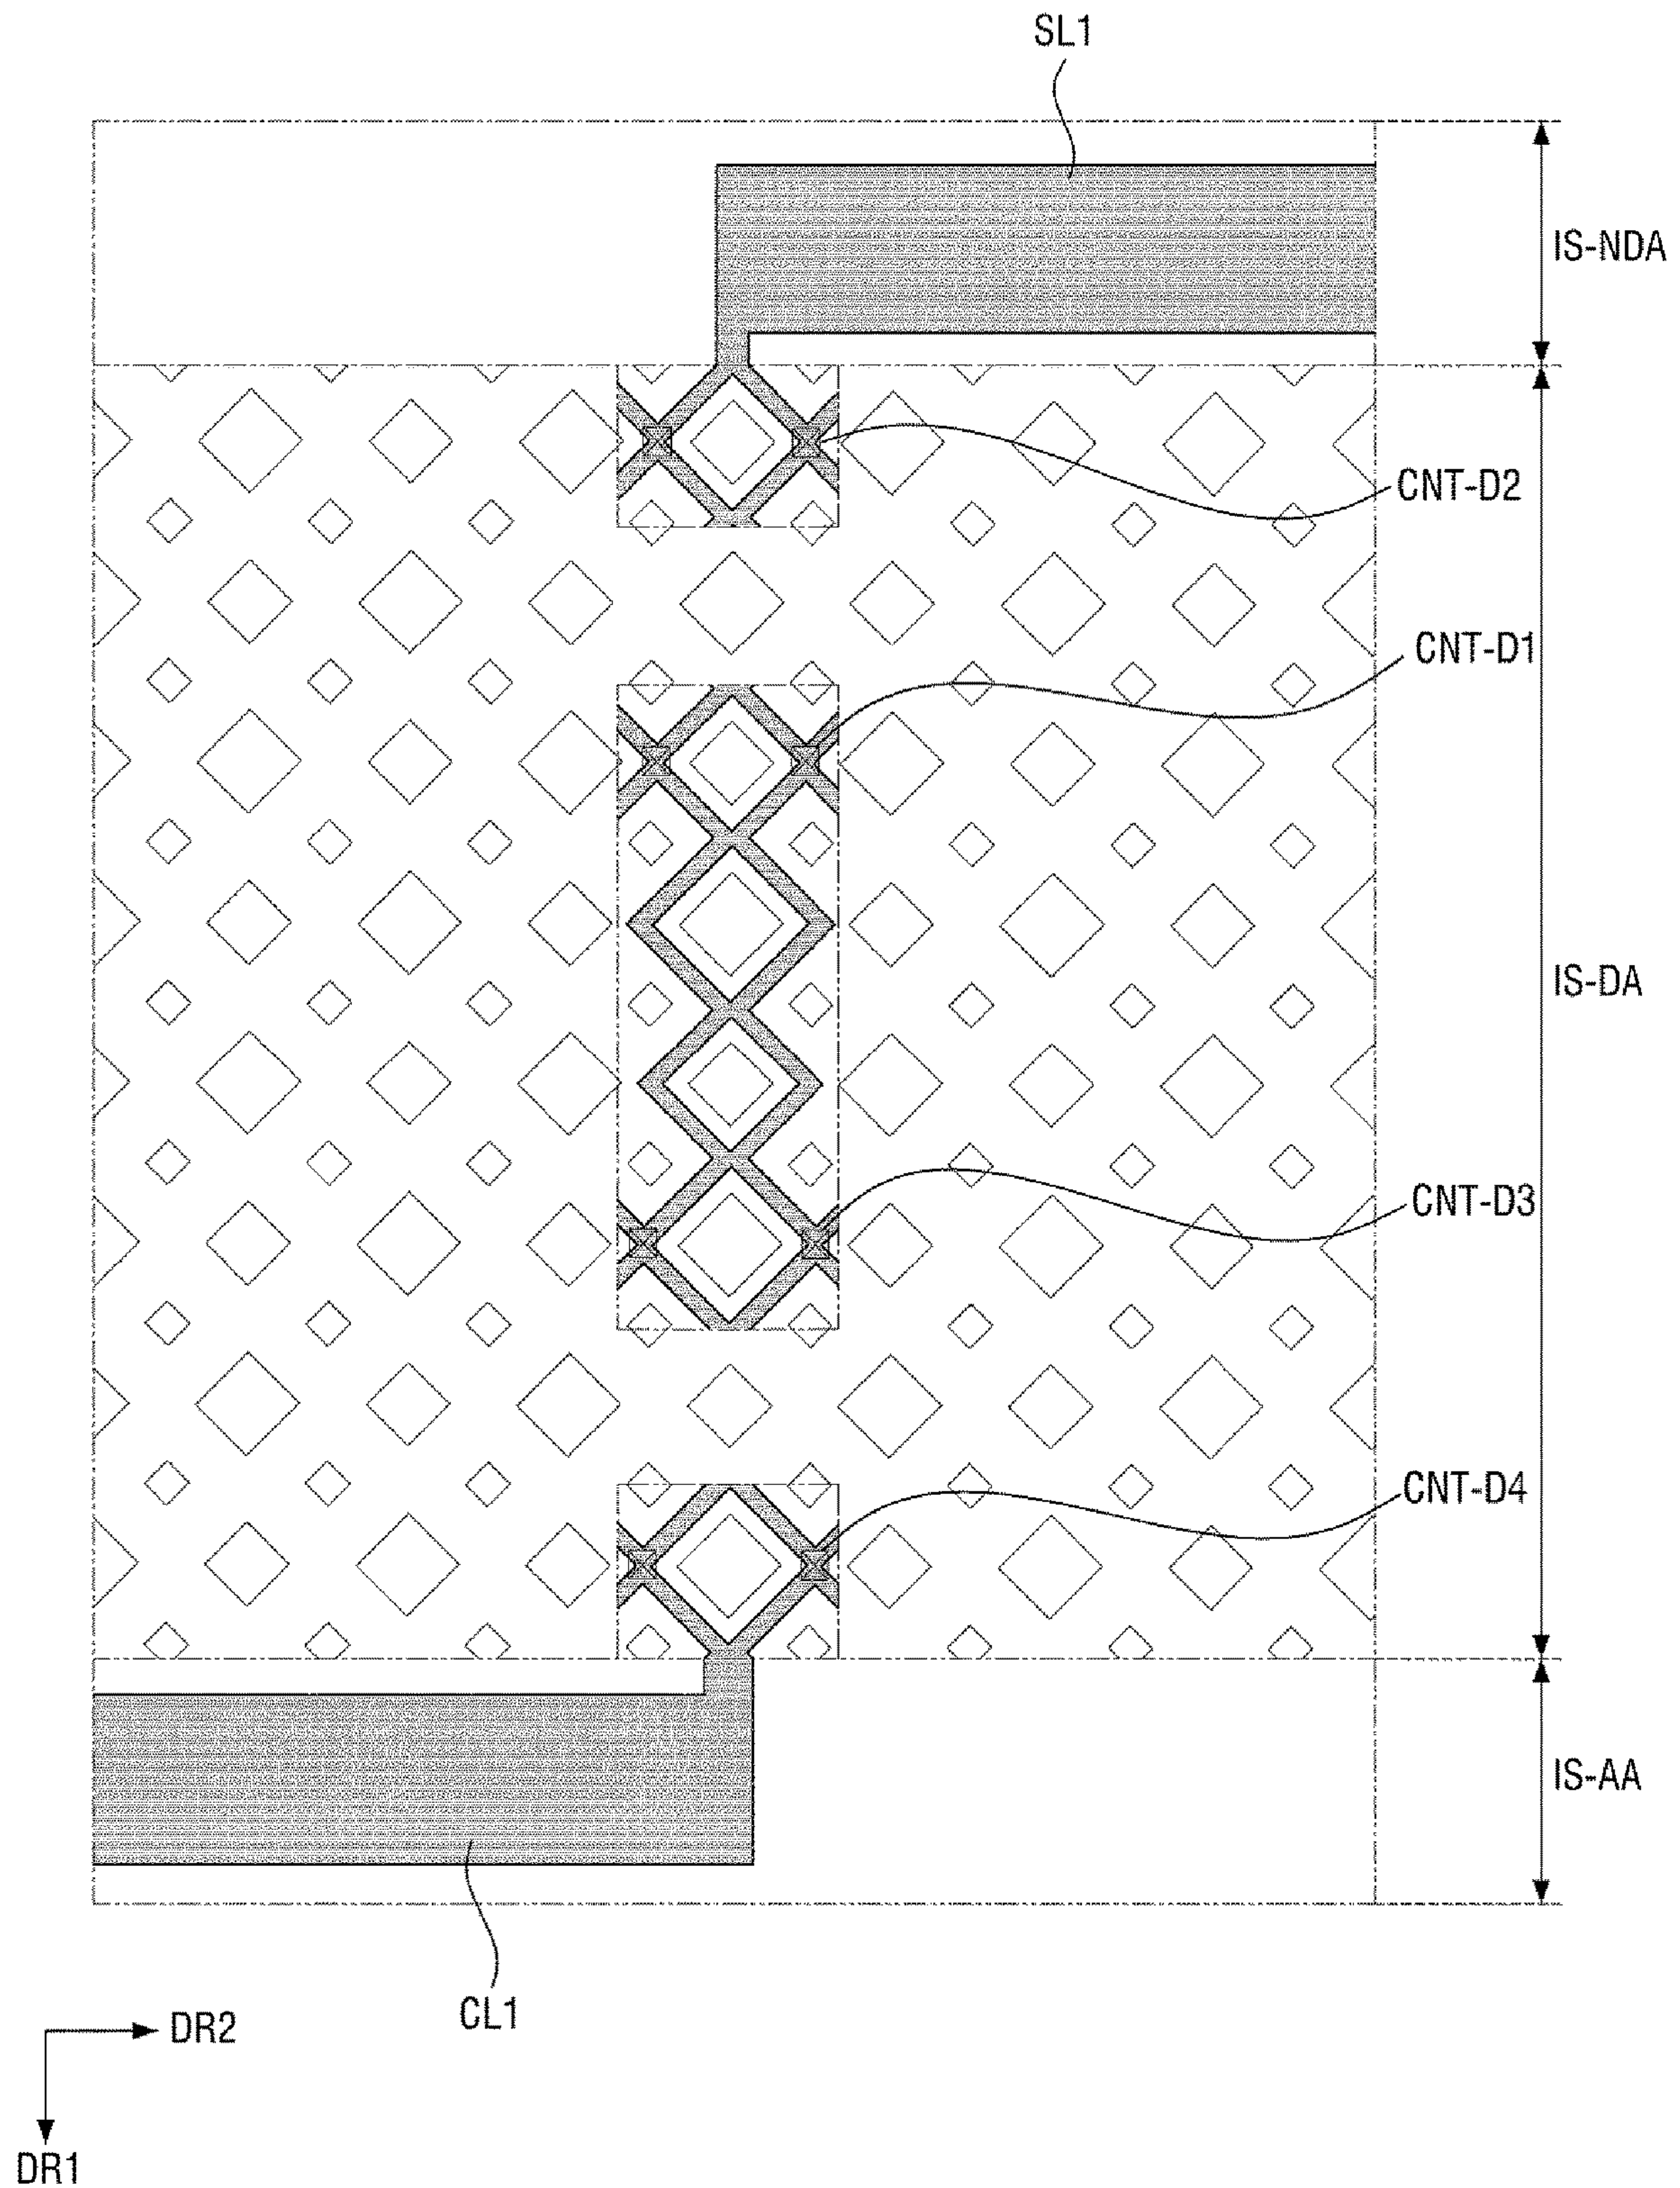 SL1
IS-NDA
CNT-D2
CNT-D1
IS-DA
CNT-D3
CNT-D4
IS-AA
CL1
DR2
DR1